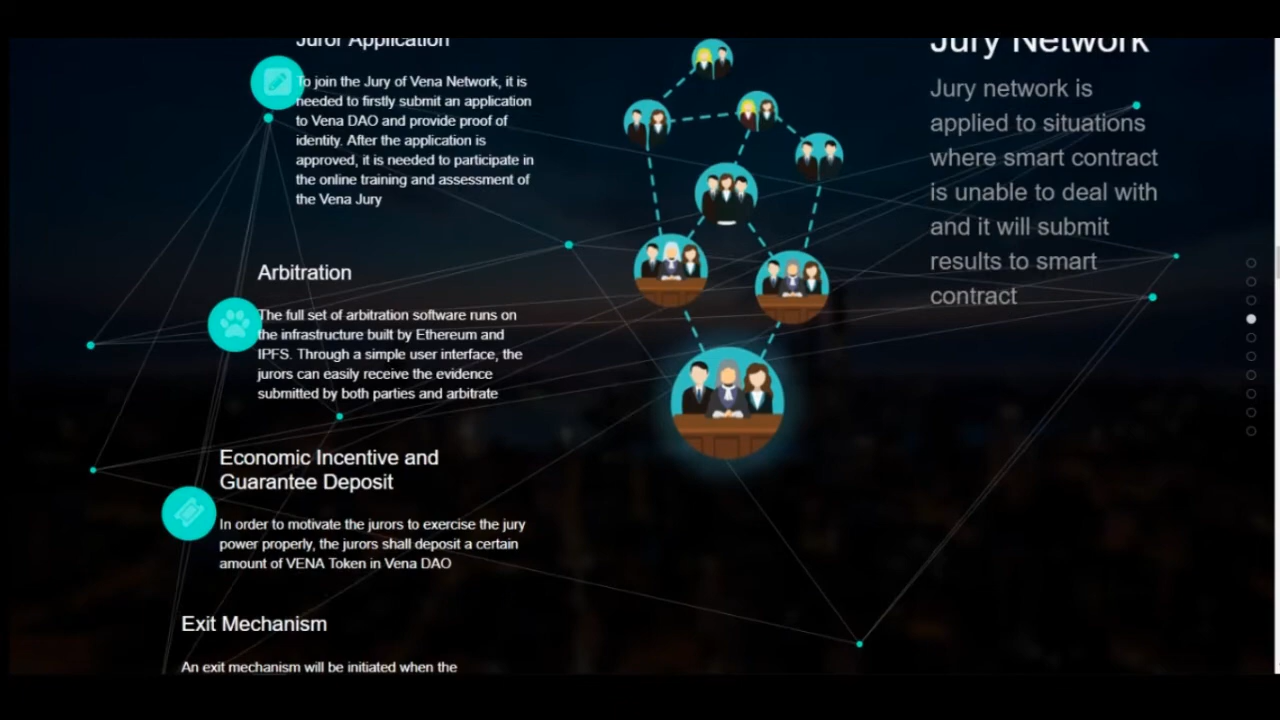 Juror Application
To join the Jury of Vena Network, it is
needed to firstly submit an application
to Vena DAO and provide proof of
identity. After the application is
approved, it is needed to participate in
the online training and assessment of
the Vena Jury
Arbitration
The full set of arbitration software runs on
the infrastructure built by Ethereum and
IPFS. Through a simple user interface, the
jurors can easily receive the evidence
submitted by both parties and arbitrate
Economic Incentive and
Guarantee Deposit
In order to motivate the jurors to exercise the jury
power properly, the jurors shall deposit a certain
amount of VENA Token in Vena DAO
Exit Mechanism
An exit mechanism will be initiated when the
Jury Network
Jury network is
applied to situations
where smart contract
is unable to deal with
and it will submit
results to smart
contract